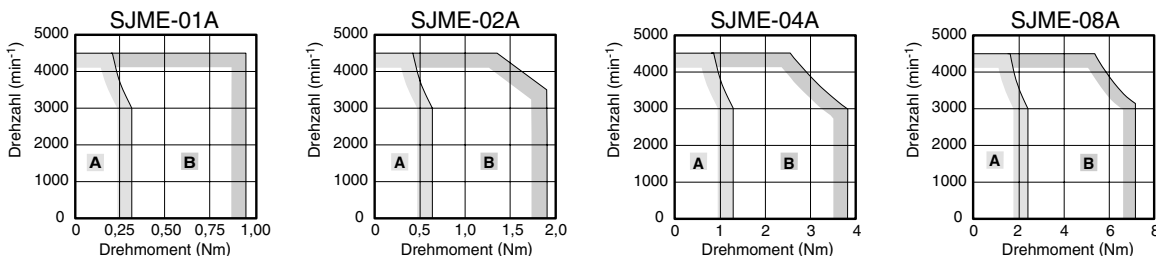 SJME-01A
5000
4000
3000
2000
1000
0
Drehzahl (min-1)
A
B
0 0,25 0,50 0,75 1,00
Drehmoment (Nm)
SJME-02A
5000
4000
3000
2000
1000
0
Drehzahl (min-1)
A
B
0 0,5 1,0 1,5 2,0
Drehmoment (Nm)
SJME-04A
5000
4000
3000
2000
1000
0
Drehzahl (min-1)
A
B
0 1 2 3 4
Drehmoment (Nm)
SJME-08A
5000
4000
3000
2000
1000
0
Drehzahl (min-1)
A
B
0 2 4 6 8
Drehmoment (Nm)